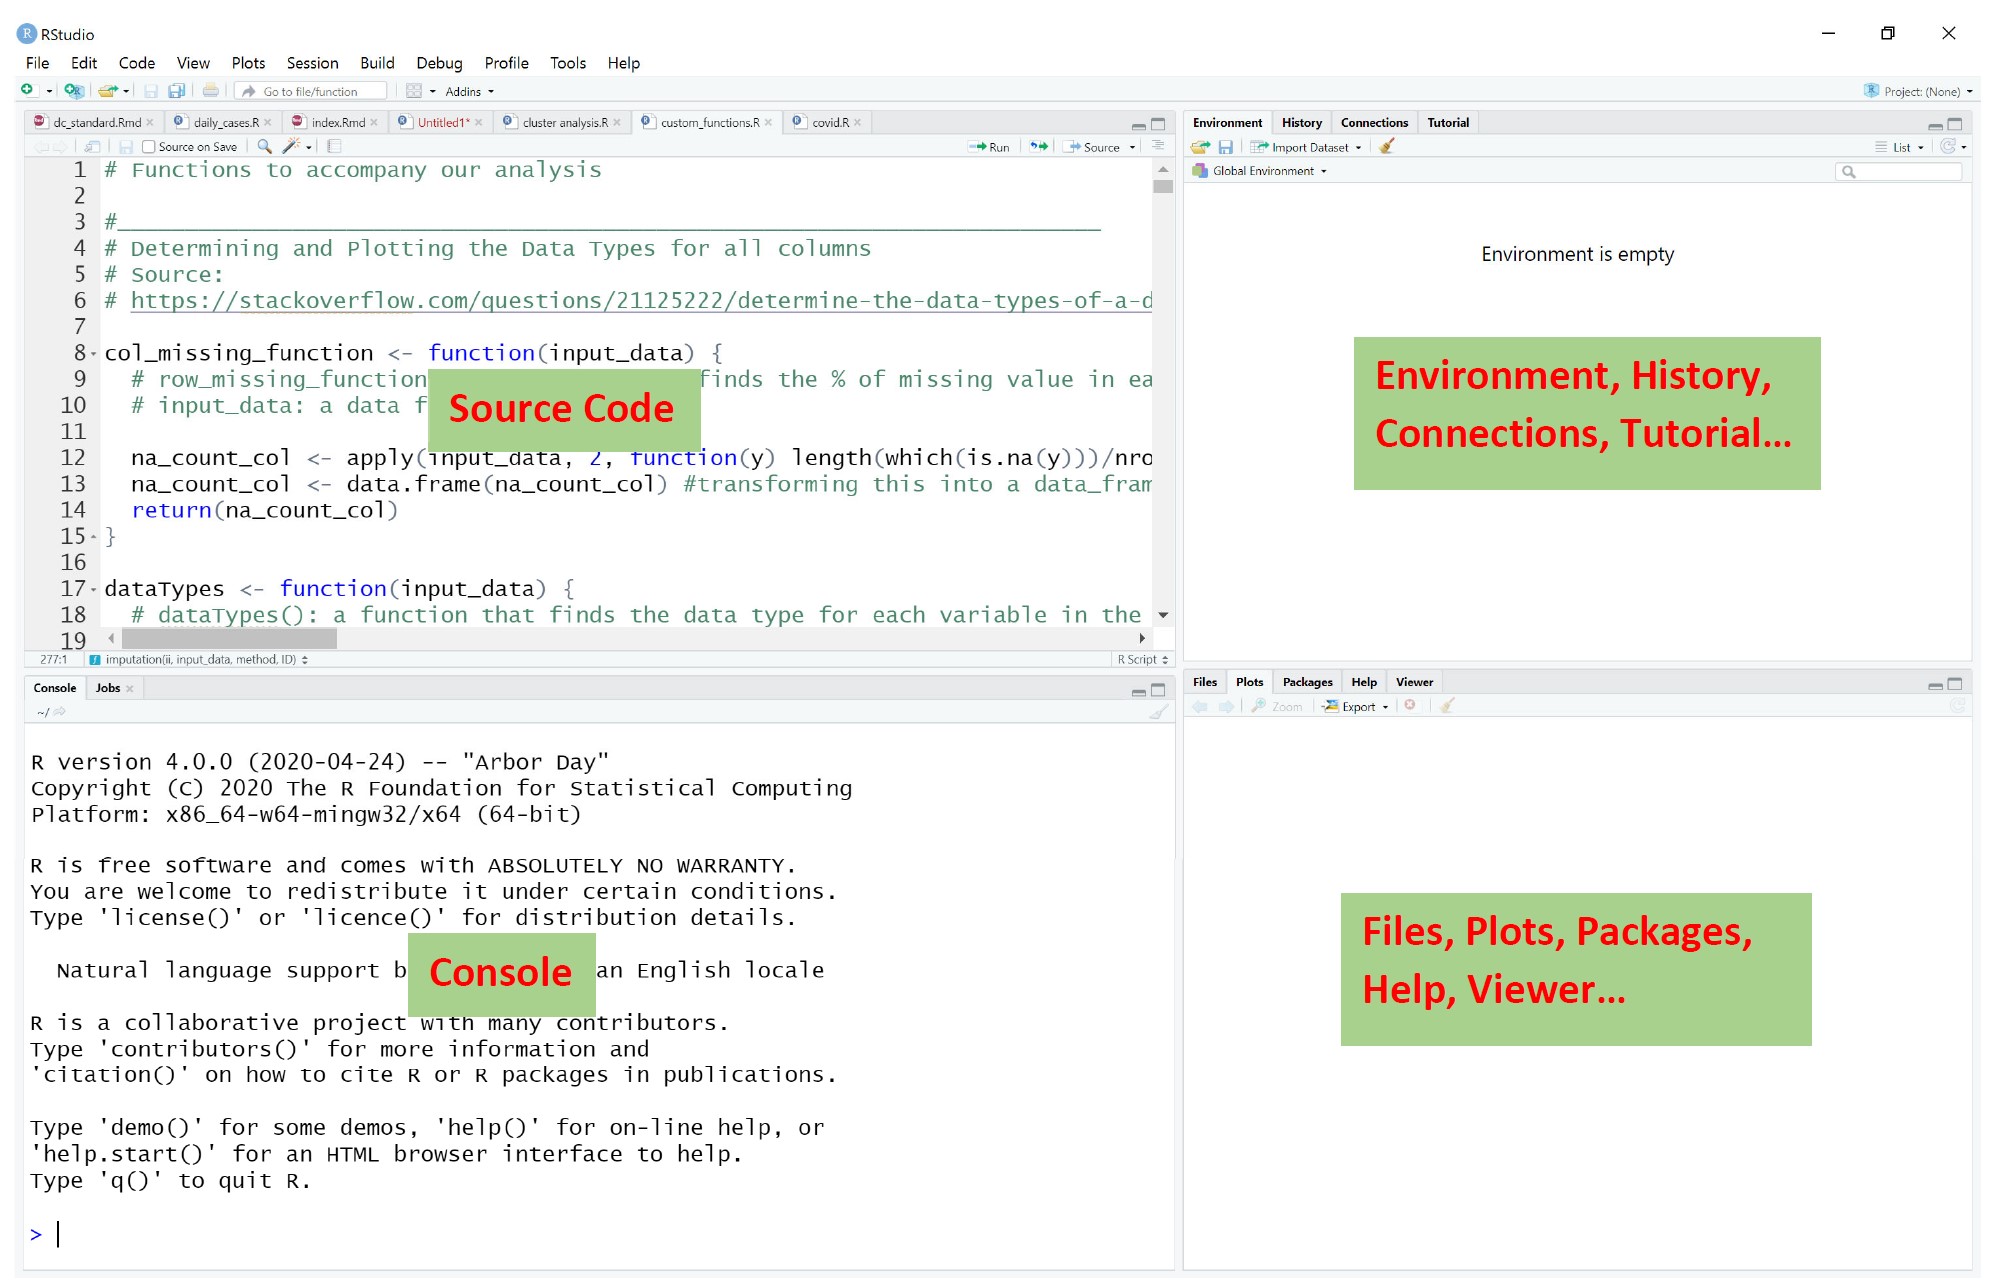 RStudio
File Edit Code View Plots Session Build Debug Profile Tools Help
Go to file/function Addins Project: (None)
dc_standard.Rmd daily_cases.R index.Rmd Untitled1* cluster analysis.R custom_functions.R covid.R
Source on Save Run Source
1 # Functions to accompany our analysis
2
3 #_________________________________________________________________________
4 # Determining and Plotting the Data Types for all columns
5 # Source:
6 # https://stackoverflow.com/questions/21125222/determine-the-data-types-of-a-d
7
8 col_missing_function <- function(input_data) {
9 # row_missing_function finds the % of missing value in ea
10 # input_data: a data f
Source Code
11
12 na_count_col <- apply(input_data, 2, function(y) length(which(is.na(y)))/nro
13 na_count_col <- data.frame(na_count_col) #transforming this into a data_fram
14 return(na_count_col)
15 }
16
17 dataTypes <- function(input_data) {
18 # dataTypes(): a function that finds the data type for each variable in the
19
277:1 imputation(ii, input_data, method, ID) R Script
Console Jobs
~/
R version 4.0.0 (2020-04-24) -- "Arbor Day"
Copyright (C) 2020 The R Foundation for Statistical Computing
Platform: x86_64-w64-mingw32/x64 (64-bit)
R is free software and comes with ABSOLUTELY NO WARRANTY.
You are welcome to redistribute it under certain conditions.
Type 'license()' or 'licence()' for distribution details.
Natural language support b an English locale
Console
R is a collaborative project with many contributors.
Type 'contributors()' for more information and
'citation()' on how to cite R or R packages in publications.
Type 'demo()' for some demos, 'help()' for on-line help, or
'help.start()' for an HTML browser interface to help.
Type 'q()' to quit R.
>
Environment History Connections Tutorial
Import Dataset List
Global Environment
Environment is empty
Environment, History,
Connections, Tutorial...
Files Plots Packages Help Viewer
Zoom Export
Files, Plots, Packages,
Help, Viewer...